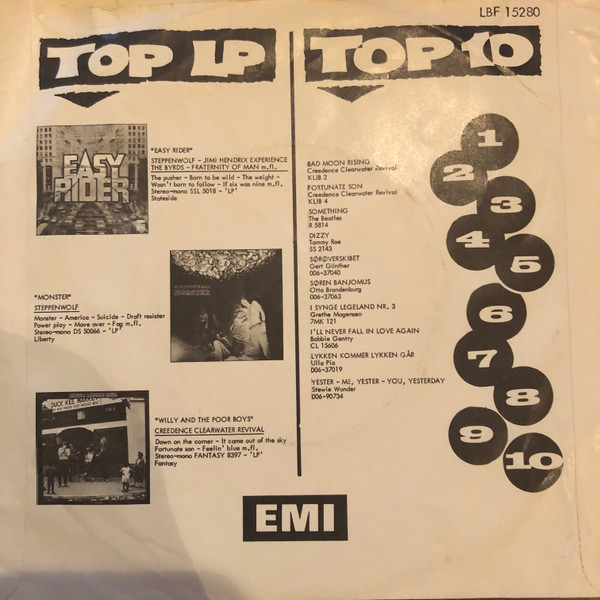 LBF 15280
TOP LP
EASY RIDER
"EASY RIDER"
STEPPENWOLF - JIMI HENDRIX EXPERIENCE
THE BYRDS - FRATERNITY OF MAN m.fl.
The pusher - Born to be wild - The weight -
Wasn't born to follow - If six was nine m.fl.
Stereo-mono SSL 5018 - 'LP'
Stateside
"MONSTER"
STEPPENWOLF
Monster - America - Suicide - Draft resister
Power play - Move over - Fag m.fl.
Stereo-mono DS 50066 - 'LP'
Liberty
DUCK KEE MARKET
"WILLY AND THE POOR BOYS"
CREEDENCE CLEARWATER REVIVAL
Down on the corner - It came out of the sky
Fortunate son - Feelin' blue m.fl.
Stereo-mono FANTASY 8397 - 'LP'
Fantasy
TOP 10
BAD MOON RISING
Creedence Clearwater Revival
KLIB 2
FORTUNATE SON
Creedence Clearwater Revival
KLIB 4
SOMETHING
The Beatles
R 5814
DIZZY
Tommy Roe
SS 2143
SØRØVERSKIBET
Gert Günther
006-37040
SØREN BANJOMUS
Otto Brandenburg
006-37063
I SYNGE LEGELAND NR. 3
Grethe Mogensen
7MK 121
I'LL NEVER FALL IN LOVE AGAIN
Bobbie Gentry
CL 15606
LYKKEN KOMMER LYKKEN GÅR
Ulla Pia
006-37019
YESTER - ME, YESTER - YOU, YESTERDAY
Stewie Wonder
006-90734
1
2
3
4
5
6
7
8
9
10
EMI